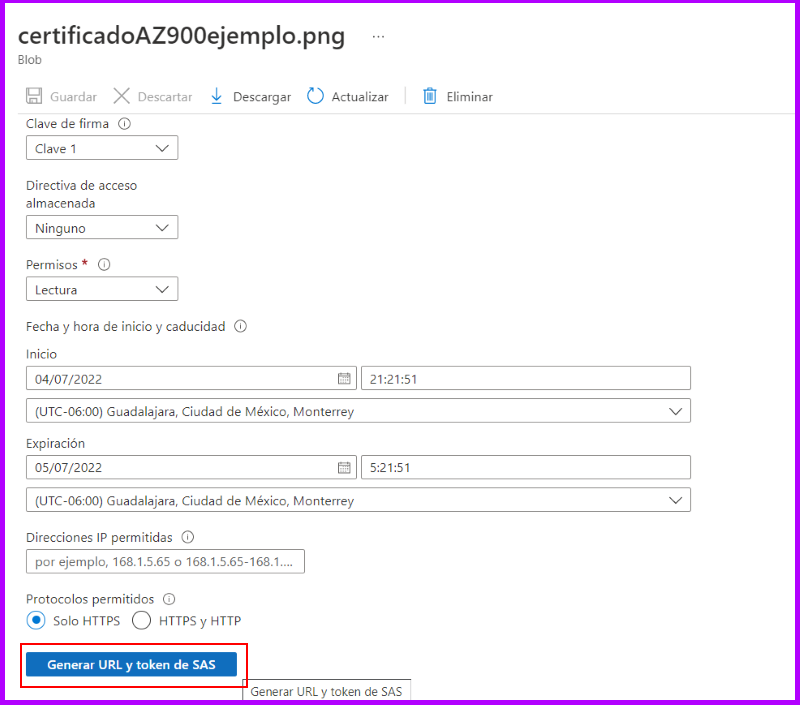 certificadoAZ900ejemplo.png ...
Blob
Guardar Descartar Descargar Actualizar Eliminar
Clave de firma
Clave 1
Directiva de acceso
almacenada
Ninguno
Permisos *
Lectura
Fecha y hora de inicio y caducidad
Inicio
04/07/2022 21:21:51
(UTC-06:00) Guadalajara, Ciudad de México, Monterrey
Expiración
05/07/2022 5:21:51
(UTC-06:00) Guadalajara, Ciudad de México, Monterrey
Direcciones IP permitidas
por ejemplo, 168.1.5.65 o 168.1.5.65-168.1....
Protocolos permitidos
Solo HTTPS HTTPS y HTTP
Generar URL y token de SAS
Generar URL y token de SAS